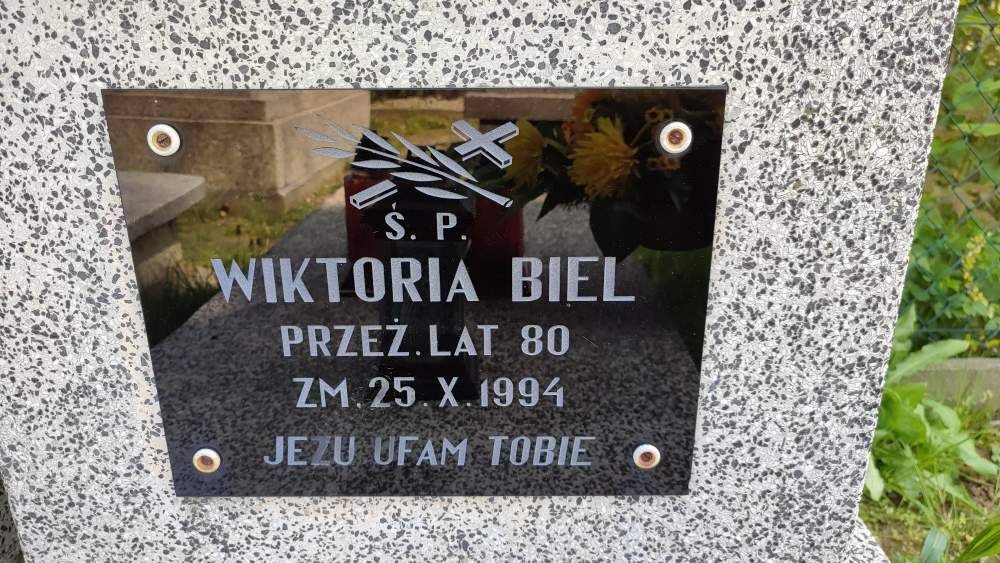 Ś. P.
WIKTORIA BIEL
PRZEŻ. LAT 80
ZM. 25. X. 1994
JEZU UFAM TOBIE